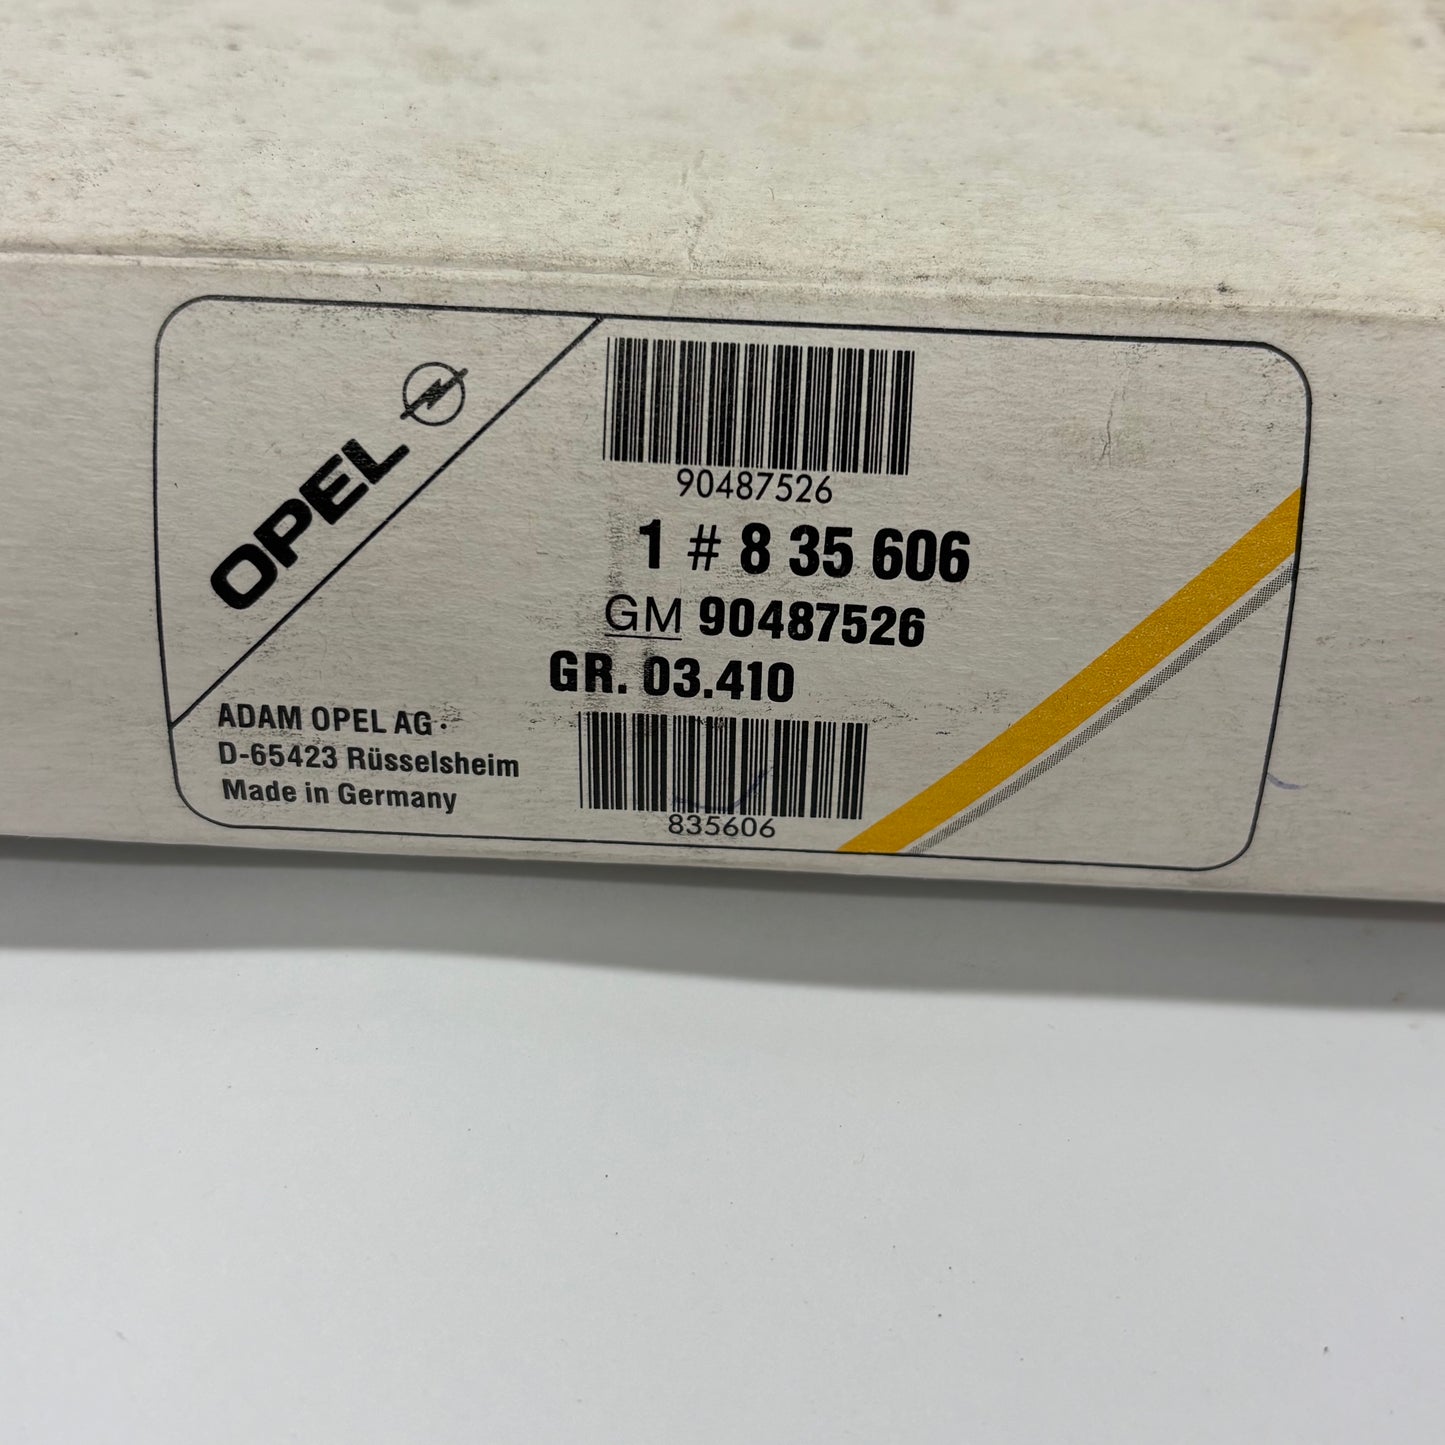 OPEL
90487526
1 # 8 35 606
GM 90487526
GR. 03.410
ADAM OPEL AG ·
D-65423 Rüsselsheim
Made in Germany
835606